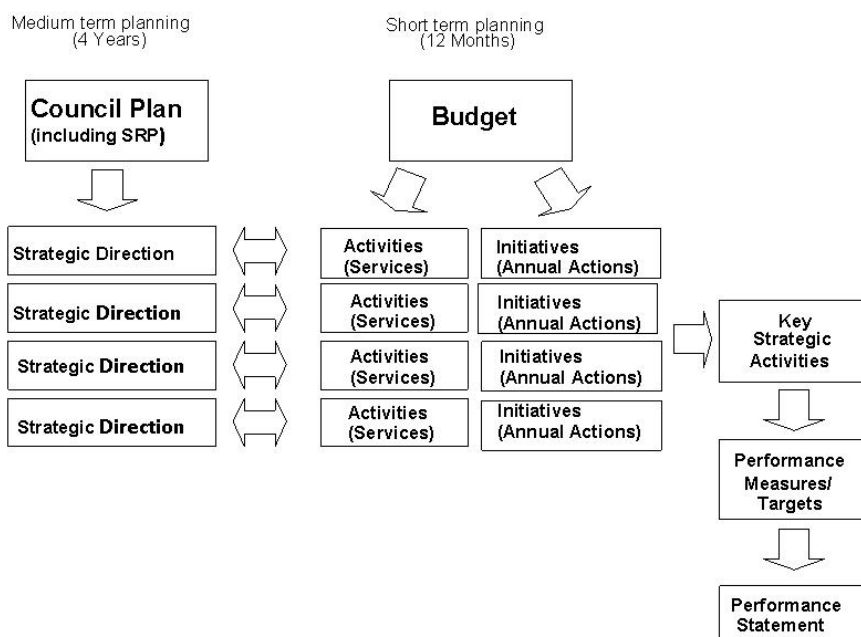 Medium term planning
(4 Years)
Short term planning
(12 Months)
Council Plan
(including SRP)
Budget
Strategic Direction
Activities
(Services)
Initiatives
(Annual Actions)
Strategic Direction
Activities
(Services)
Initiatives
(Annual Actions)
Strategic Direction
Activities
(Services)
Initiatives
(Annual Actions)
Strategic Direction
Activities
(Services)
Initiatives
(Annual Actions)
Key
Strategic
Activities
Performance
Measures/
Targets
Performance
Statement